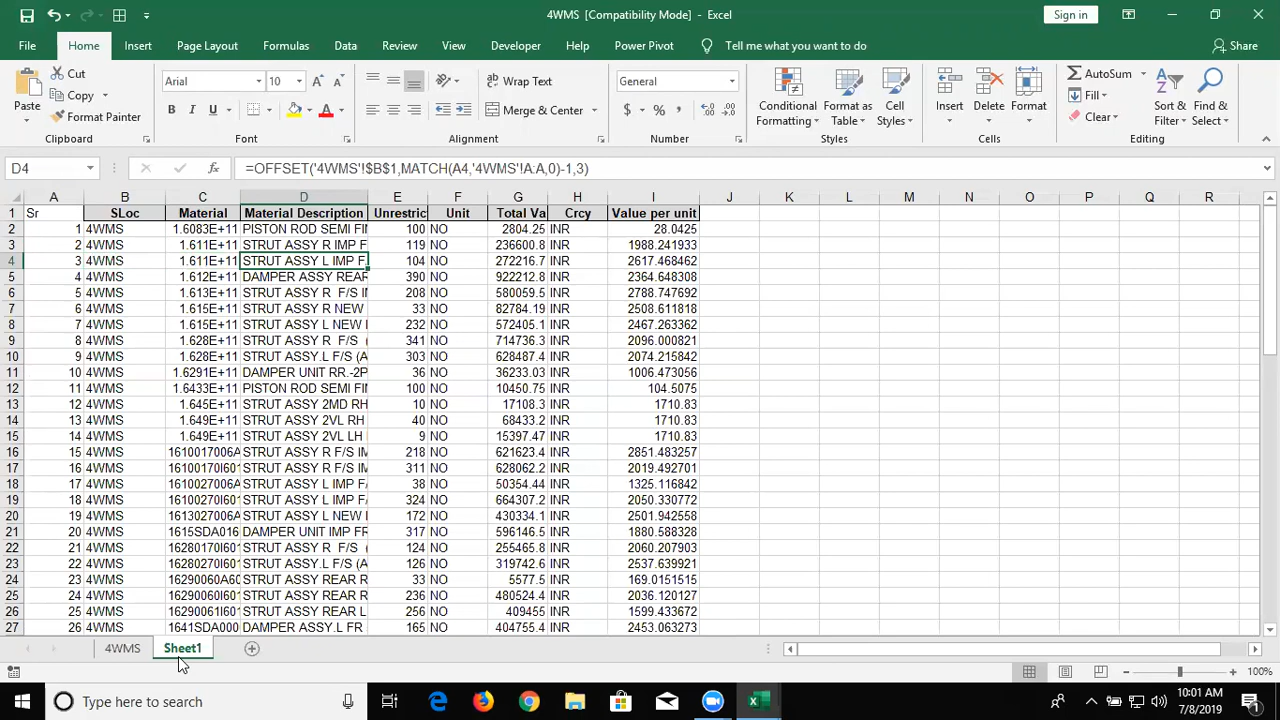 4WMS [Compatibility Mode] - Excel
Sign in
File Home Insert Page Layout Formulas Data Review View Developer Help Power Pivot Tell me what you want to do Share
Paste Cut Copy Format Painter
Arial 10
B I U A
ab Wrap Text
Merge & Center
General
$ % ,
Conditional Formatting
Format as Table
Cell Styles
Insert Delete Format
AutoSum Fill Clear
Sort & Filter
Find & Select
Clipboard Font Alignment Number Styles Cells Editing
D4 fx =OFFSET('4WMS'!$B$1,MATCH(A4,'4WMS'!A:A,0)-1,3)
A B C D E F G H I J K L M N O P Q R
1 Sr SLoc Material Material Description Unrestric Unit Total Va Crcy Value per unit
2 1 4WMS 1.6083E+11 PISTON ROD SEMI FI 100 NO 2804.25 INR 28.0425
3 2 4WMS 1.611E+11 STRUT ASSY R IMP F 119 NO 236600.8 INR 1988.241933
4 3 4WMS 1.611E+11 STRUT ASSY L IMP F 104 NO 272216.7 INR 2617.468462
5 4 4WMS 1.612E+11 DAMPER ASSY REAR 390 NO 922212.8 INR 2364.648308
6 5 4WMS 1.613E+11 STRUT ASSY R F/S I 208 NO 580059.5 INR 2788.747692
7 6 4WMS 1.615E+11 STRUT ASSY R NEW 33 NO 82784.19 INR 2508.611818
8 7 4WMS 1.615E+11 STRUT ASSY L NEW 232 NO 572405.1 INR 2467.263362
9 8 4WMS 1.628E+11 STRUT ASSY R F/S ( 341 NO 714736.3 INR 2096.000821
10 9 4WMS 1.628E+11 STRUT ASSY.L F/S (A 303 NO 628487.4 INR 2074.215842
11 10 4WMS 1.6291E+11 DAMPER UNIT RR.-2P 36 NO 36233.03 INR 1006.473056
12 11 4WMS 1.6433E+11 PISTON ROD SEMI FI 100 NO 10450.75 INR 104.5075
13 12 4WMS 1.645E+11 STRUT ASSY 2MD RH 10 NO 17108.3 INR 1710.83
14 13 4WMS 1.649E+11 STRUT ASSY 2VL RH 40 NO 68433.2 INR 1710.83
15 14 4WMS 1.649E+11 STRUT ASSY 2VL LH 9 NO 15397.47 INR 1710.83
16 15 4WMS 1610017006A STRUT ASSY R F/S IM 218 NO 621623.4 INR 2851.483257
17 16 4WMS 16100170I601 STRUT ASSY R F/S IM 311 NO 628062.2 INR 2019.492701
18 17 4WMS 1610027006A STRUT ASSY L IMP F 38 NO 50354.44 INR 1325.116842
19 18 4WMS 16100270I601 STRUT ASSY L IMP F 324 NO 664307.2 INR 2050.330772
20 19 4WMS 1613027006A STRUT ASSY L NEW 172 NO 430334.1 INR 2501.942558
21 20 4WMS 1615SDA016 DAMPER UNIT IMP FR 317 NO 596146.5 INR 1880.588328
22 21 4WMS 16280170I601 STRUT ASSY R F/S ( 124 NO 255465.8 INR 2060.207903
23 22 4WMS 16280270I601 STRUT ASSY.L F/S (A 126 NO 319742.6 INR 2537.639921
24 23 4WMS 16290060A60 STRUT ASSY REAR R 33 NO 5577.5 INR 169.0151515
25 24 4WMS 16290060I601 STRUT ASSY REAR R 236 NO 480524.4 INR 2036.120127
26 25 4WMS 16290061I601 STRUT ASSY REAR L 256 NO 409455 INR 1599.433672
27 26 4WMS 1641SDA000 DAMPER ASSY.L FR 165 NO 404755.4 INR 2453.063273
4WMS Sheet1
100%
Type here to search
10:01 AM
7/8/2019